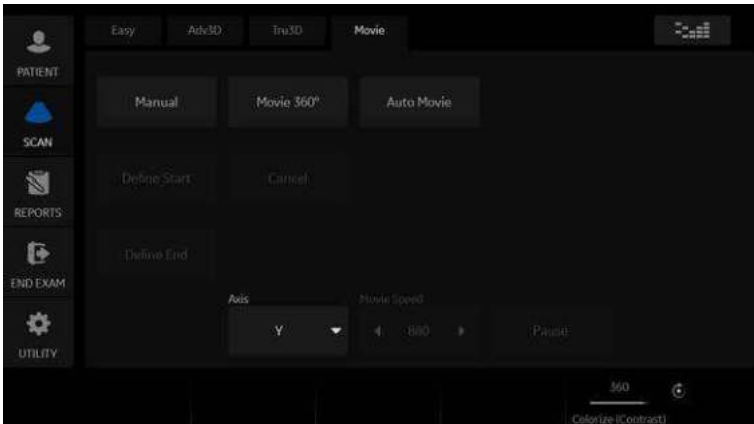 Easy Adv3D Tru3D Movie
PATIENT
Manual Movie 360° Auto Movie
SCAN
Define Start Cancel
REPORTS
Define End
END EXAM
Axis Movie Speed
Y 880 Pause
UTILITY
360
Colorize (Contrast)